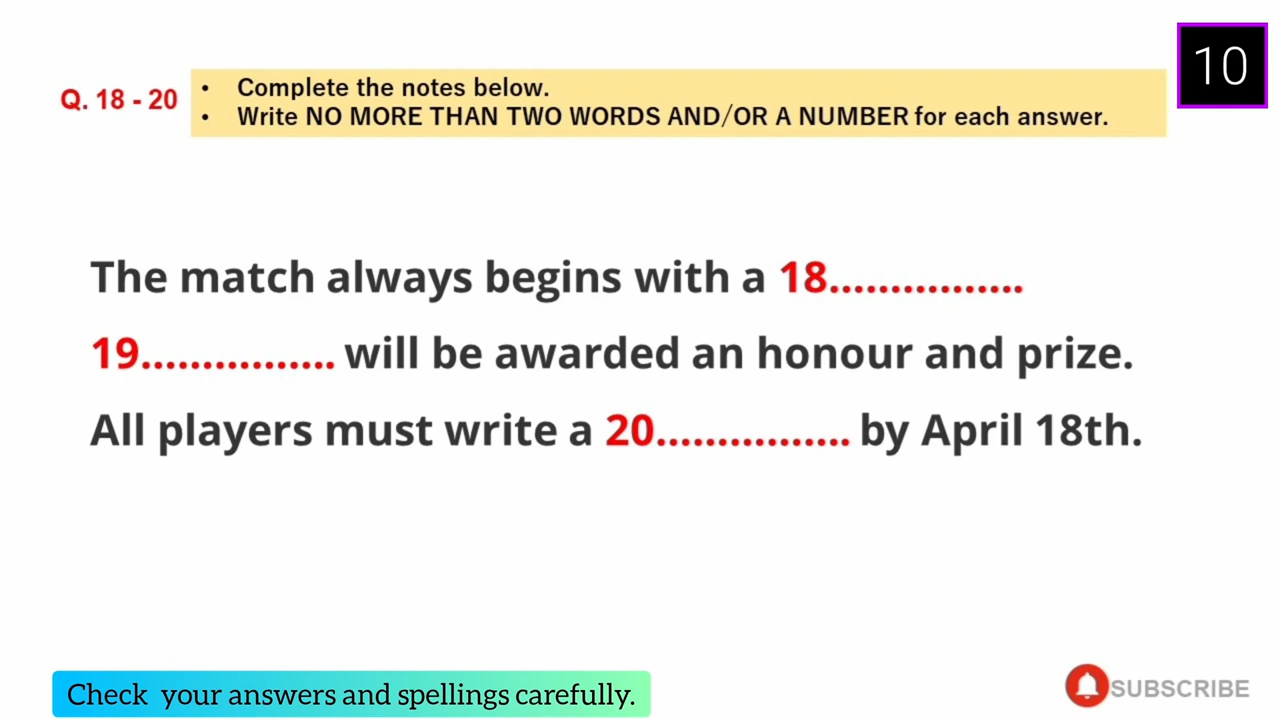 10
Q. 18 - 20
• Complete the notes below.
• Write NO MORE THAN TWO WORDS AND/OR A NUMBER for each answer.
The match always begins with a 18................
19................ will be awarded an honour and prize.
All players must write a 20................ by April 18th.
Check your answers and spellings carefully.
SUBSCRIBE